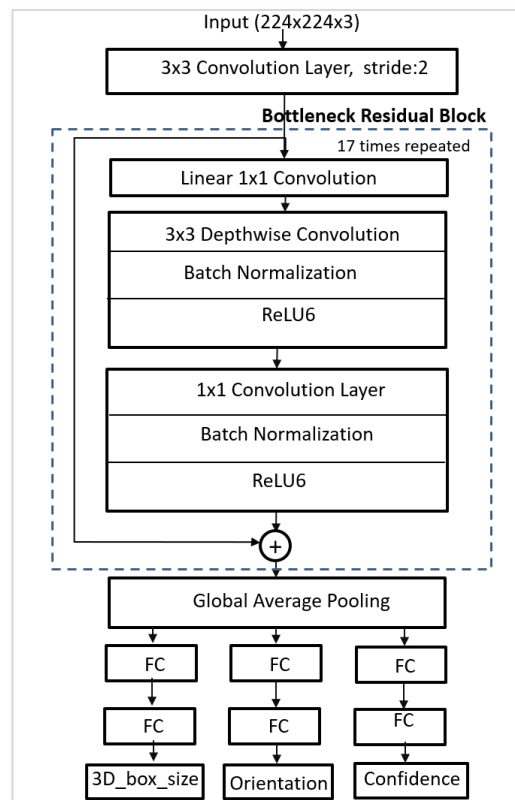 Input (224x224x3)
3x3 Convolution Layer, stride:2
Bottleneck Residual Block
17 times repeated
Linear 1x1 Convolution
3x3 Depthwise Convolution
Batch Normalization
ReLU6
1x1 Convolution Layer
Batch Normalization
ReLU6
+
Global Average Pooling
FC FC FC
FC FC FC
3D_box_size Orientation Confidence